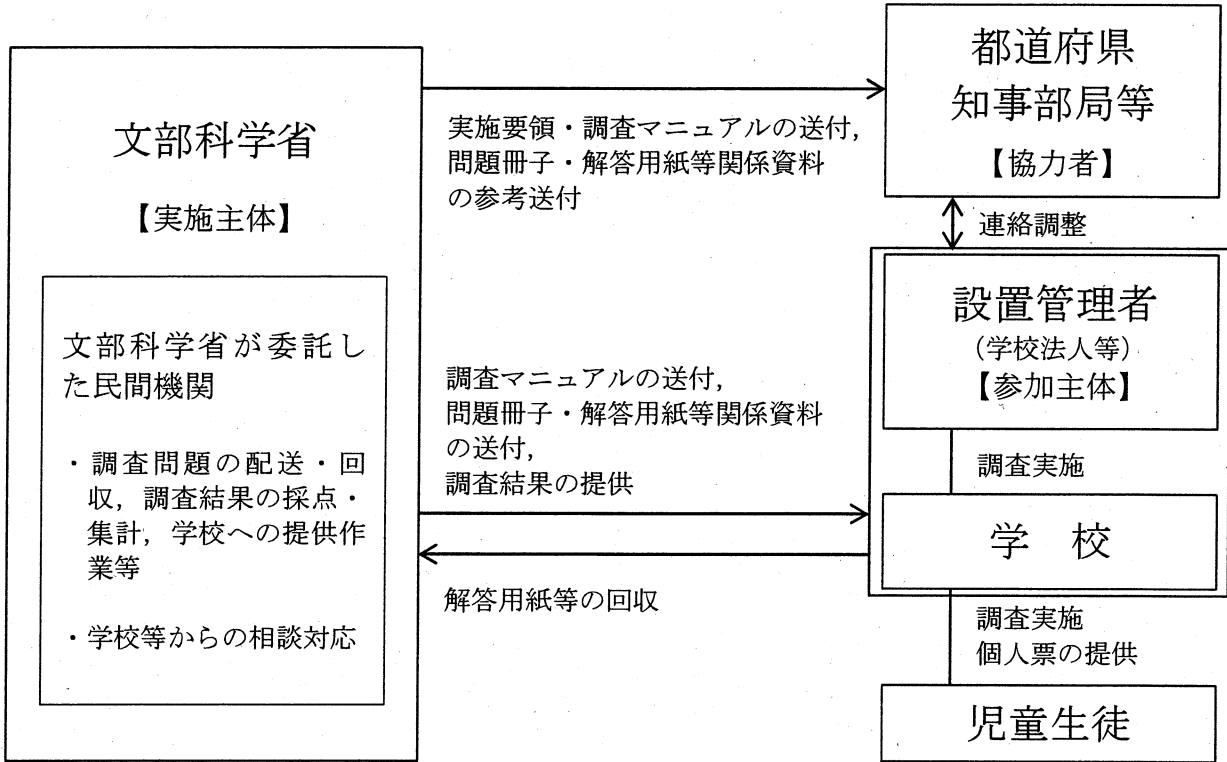 文部科学省
【実施主体】
文部科学省が委託し
た民間機関
・調査問題の配送・回
収，調査結果の採点・
集計，学校への提供作
業等
・学校等からの相談対応
実施要領・調査マニュアルの送付，
問題冊子・解答用紙等関係資料
の参考送付
調査マニュアルの送付，
問題冊子・解答用紙等関係資料
の送付，
調査結果の提供
解答用紙等の回収
都道府県
知事部局等
【協力者】
連絡調整
設置管理者
（学校法人等）
【参加主体】
調査実施
学　校
調査実施
個人票の提供
児童生徒